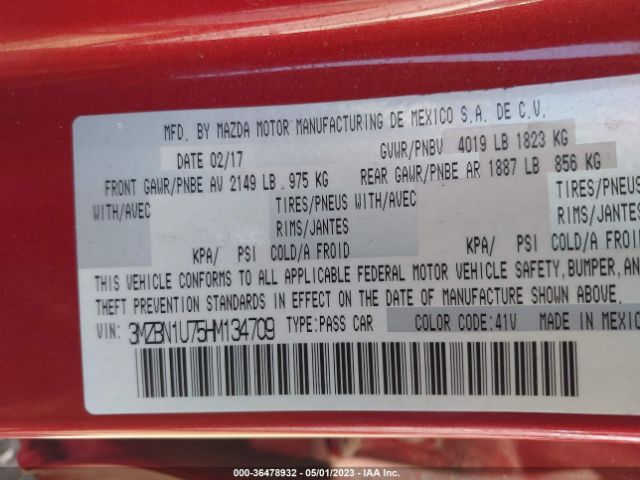 MFD. BY MAZDA MOTOR MANUFACTURING DE MEXICO S.A. DE C.V.
DATE 02/17 GVWR/PNBV 4019 LB 1823 KG
FRONT GAWR/PNBE AV 2149 LB 975 KG REAR GAWR/PNBE AR 1887 LB 856 KG
WITH/AVEC TIRES/PNEUS WITH/AVEC TIRES/PNEUS
RIMS/JANTES RIMS/JANTES
KPA/ PSI COLD/A FROID KPA/ PSI COLD/A FROID
THIS VEHICLE CONFORMS TO ALL APPLICABLE FEDERAL MOTOR VEHICLE SAFETY, BUMPER, AN
THEFT PREVENTION STANDARDS IN EFFECT ON THE DATE OF MANUFACTURE SHOWN ABOVE.
VIN: 3MZBN1U75HM134709 TYPE:PASS CAR COLOR CODE:41V MADE IN MEXICO
000-36478932 - 05/01/2023 - IAA Inc.